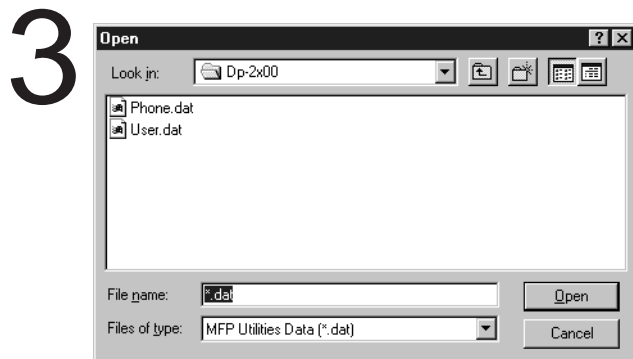 3
Open
Look in: Dp-2x00
Phone.dat
User.dat
File name: *.dat Open
Files of type: MFP Utilities Data (*.dat) Cancel